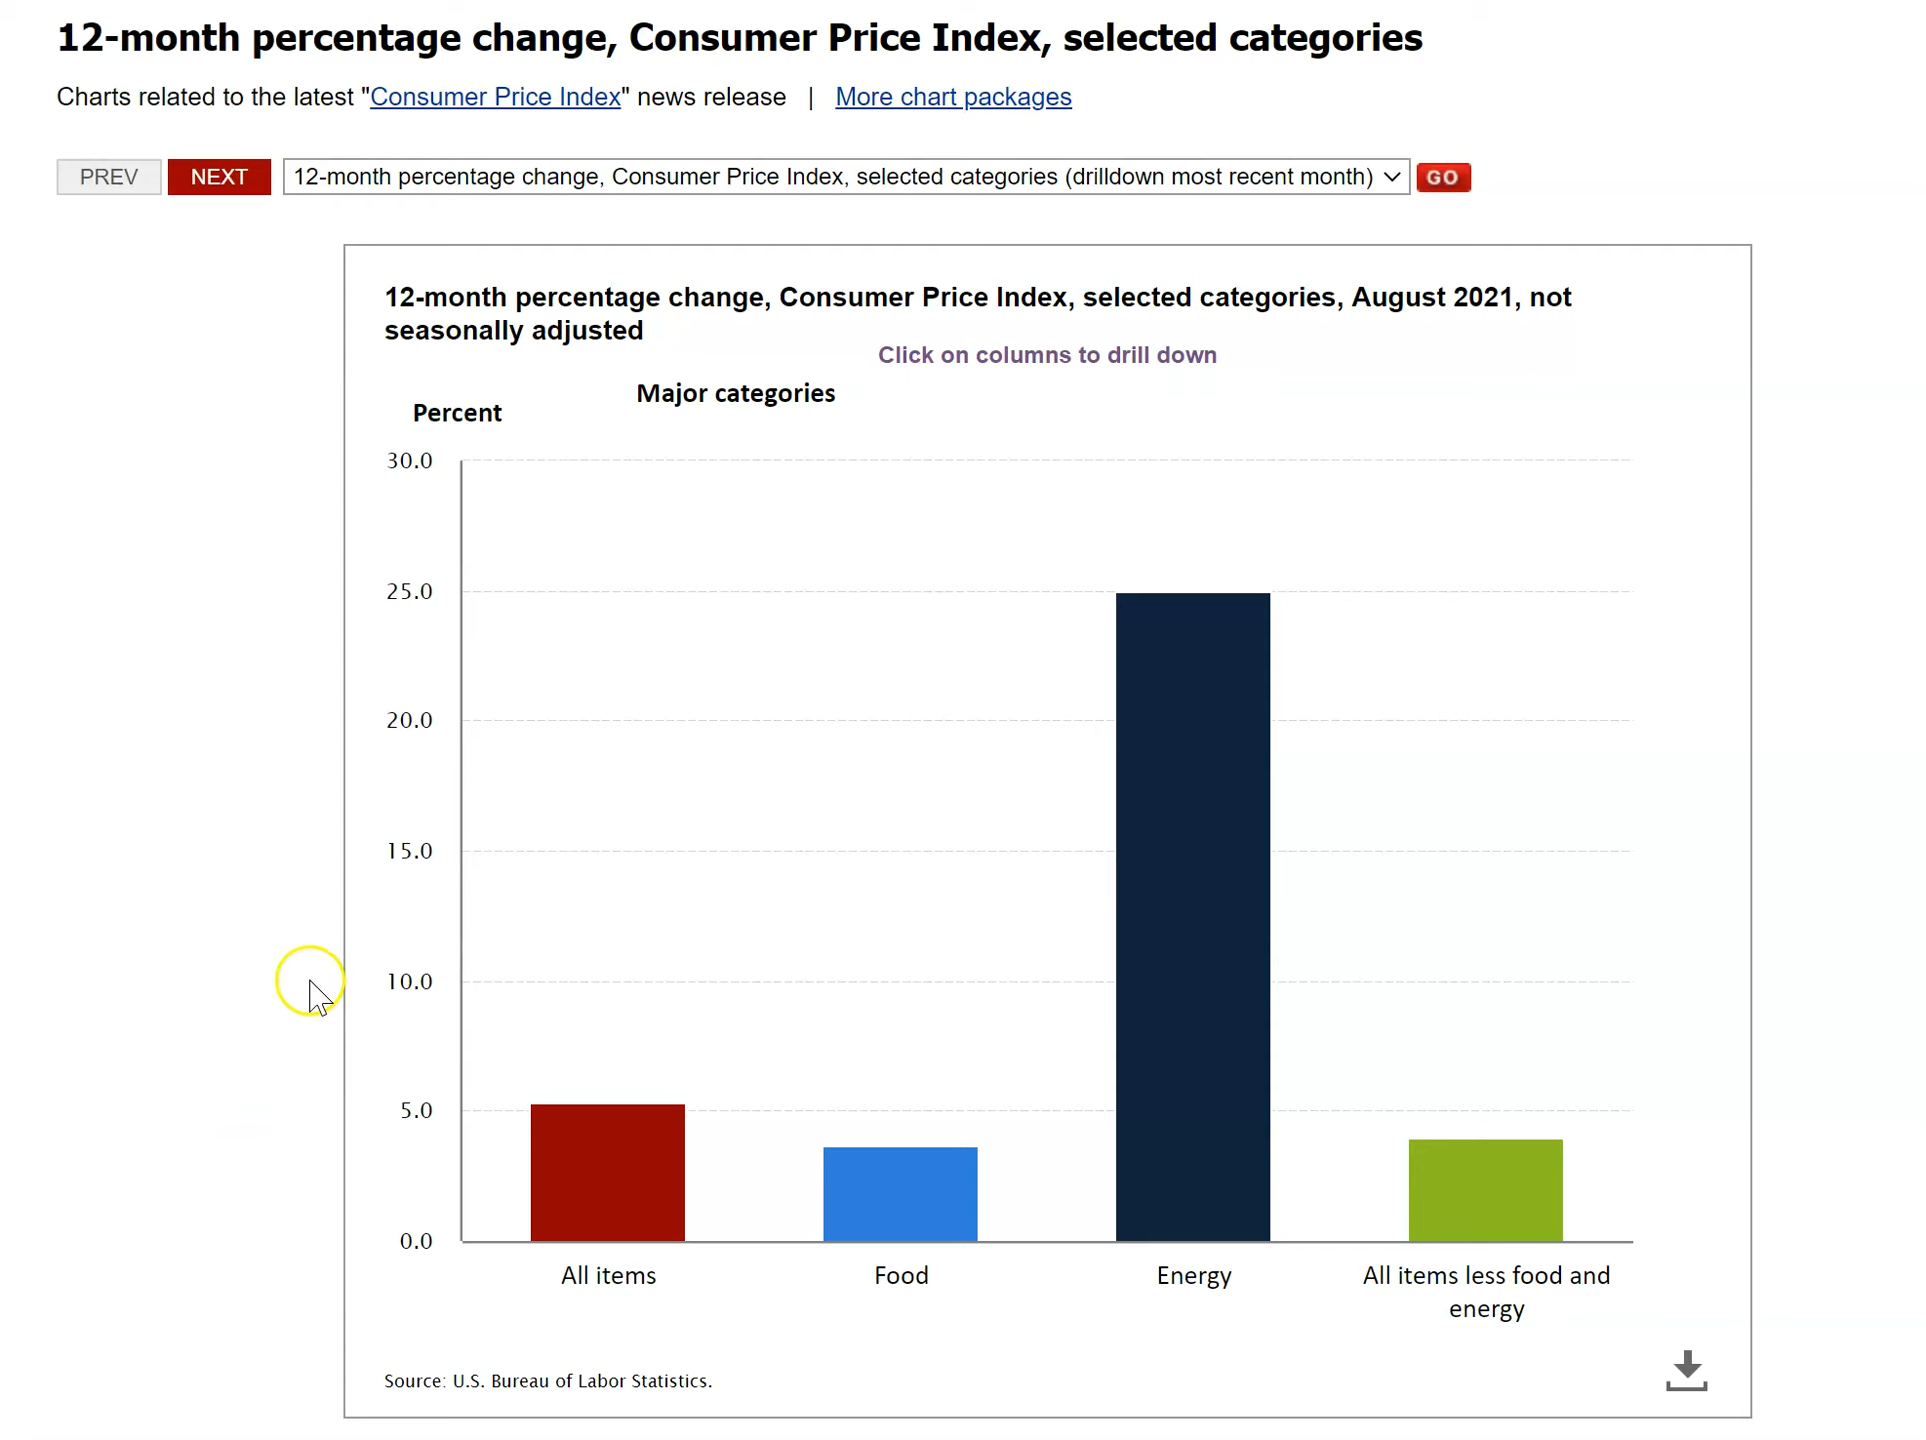 12-month percentage change, Consumer Price Index, selected categories
Charts related to the latest "Consumer Price Index" news release | More chart packages
PREV NEXT 12-month percentage change, Consumer Price Index, selected categories (drilldown most recent month) GO
12-month percentage change, Consumer Price Index, selected categories, August 2021, not
seasonally adjusted
Click on columns to drill down
Major categories
Percent
30.0
25.0
20.0
15.0
10.0
5.0
0.0
All items Food Energy All items less food and
energy
Source: U.S. Bureau of Labor Statistics.